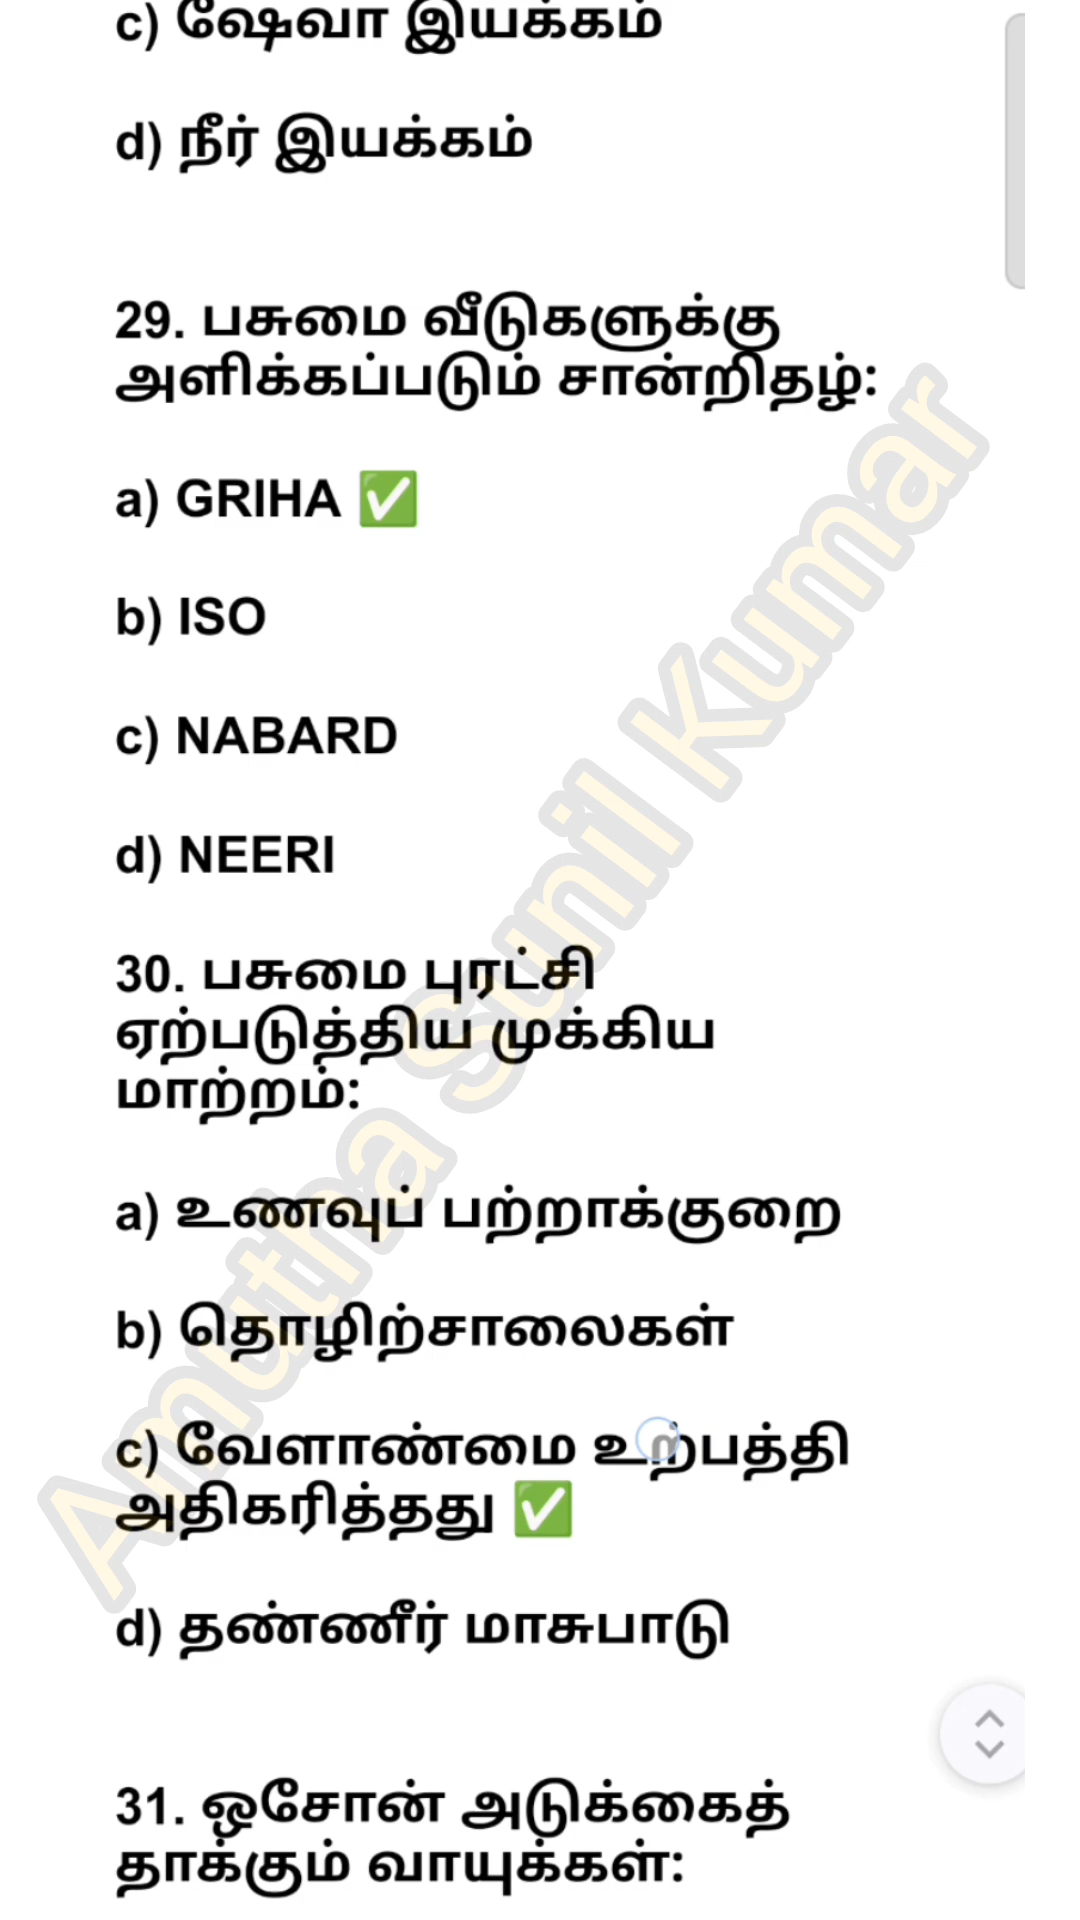 c) ஷேவா இயக்கம்
d) நீர் இயக்கம்
29. பசுமை வீடுகளுக்கு
அளிக்கப்படும் சான்றிதழ்:
a) GRIHA ✅
b) ISO
c) NABARD
d) NEERI
30. பசுமை புரட்சி
ஏற்படுத்திய முக்கிய
மாற்றம்:
a) உணவுப் பற்றாக்குறை
b) தொழிற்சாலைகள்
c) வேளாண்மை உற்பத்தி
அதிகரித்தது ✅
d) தண்ணீர் மாசுபாடு
31. ஒசோன் அடுக்கைத்
தாக்கும் வாயுக்கள்:
Amutha Sunil Kumar